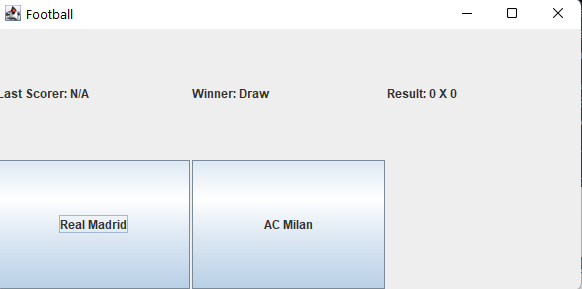 Football
Last Scorer: N/A
Winner: Draw
Result: 0 X 0
Real Madrid
AC Milan